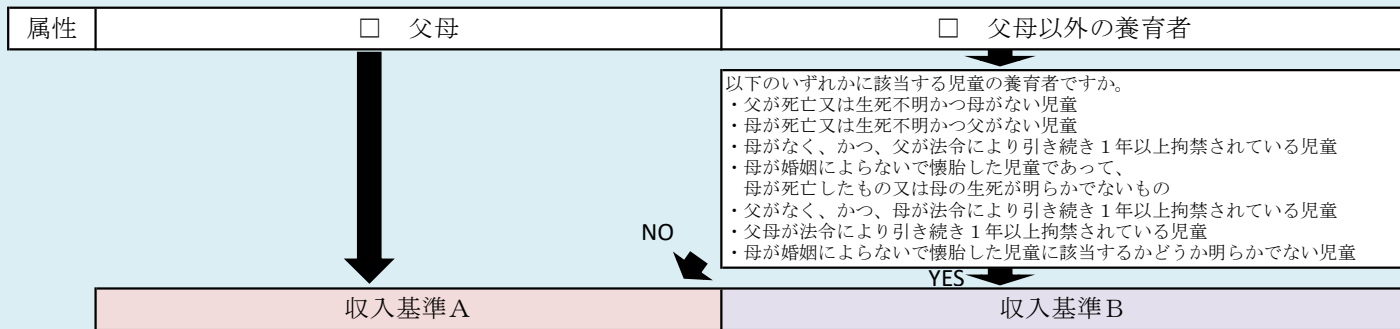 属性
□ 父母
□ 父母以外の養育者
以下のいずれかに該当する児童の養育者ですか。
・父が死亡又は生死不明かつ母がない児童
・母が死亡又は生死不明かつ父がない児童
・母がなく、かつ、父が法令により引き続き１年以上拘禁されている児童
・母が婚姻によらないで懐胎した児童であって、
母が死亡したもの又は母の生死が明らかでないもの
・父がなく、かつ、母が法令により引き続き１年以上拘禁されている児童
・父母が法令により引き続き１年以上拘禁されている児童
・母が婚姻によらないで懐胎した児童に該当するかどうか明らかでない児童
NO
YES
収入基準Ａ
収入基準Ｂ